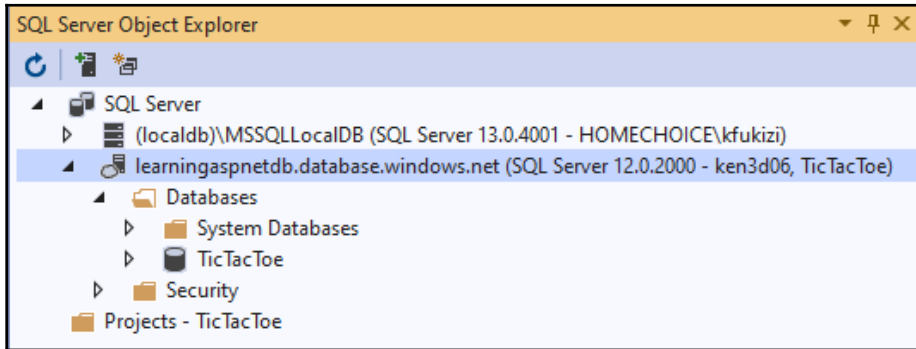 SQL Server Object Explorer
SQL Server
(localdb)\MSSQLLocalDB (SQL Server 13.0.4001 - HOMECHOICE\kfukizi)
learningaspnetdb.database.windows.net (SQL Server 12.0.2000 - ken3d06, TicTacToe)
Databases
System Databases
TicTacToe
Security
Projects - TicTacToe